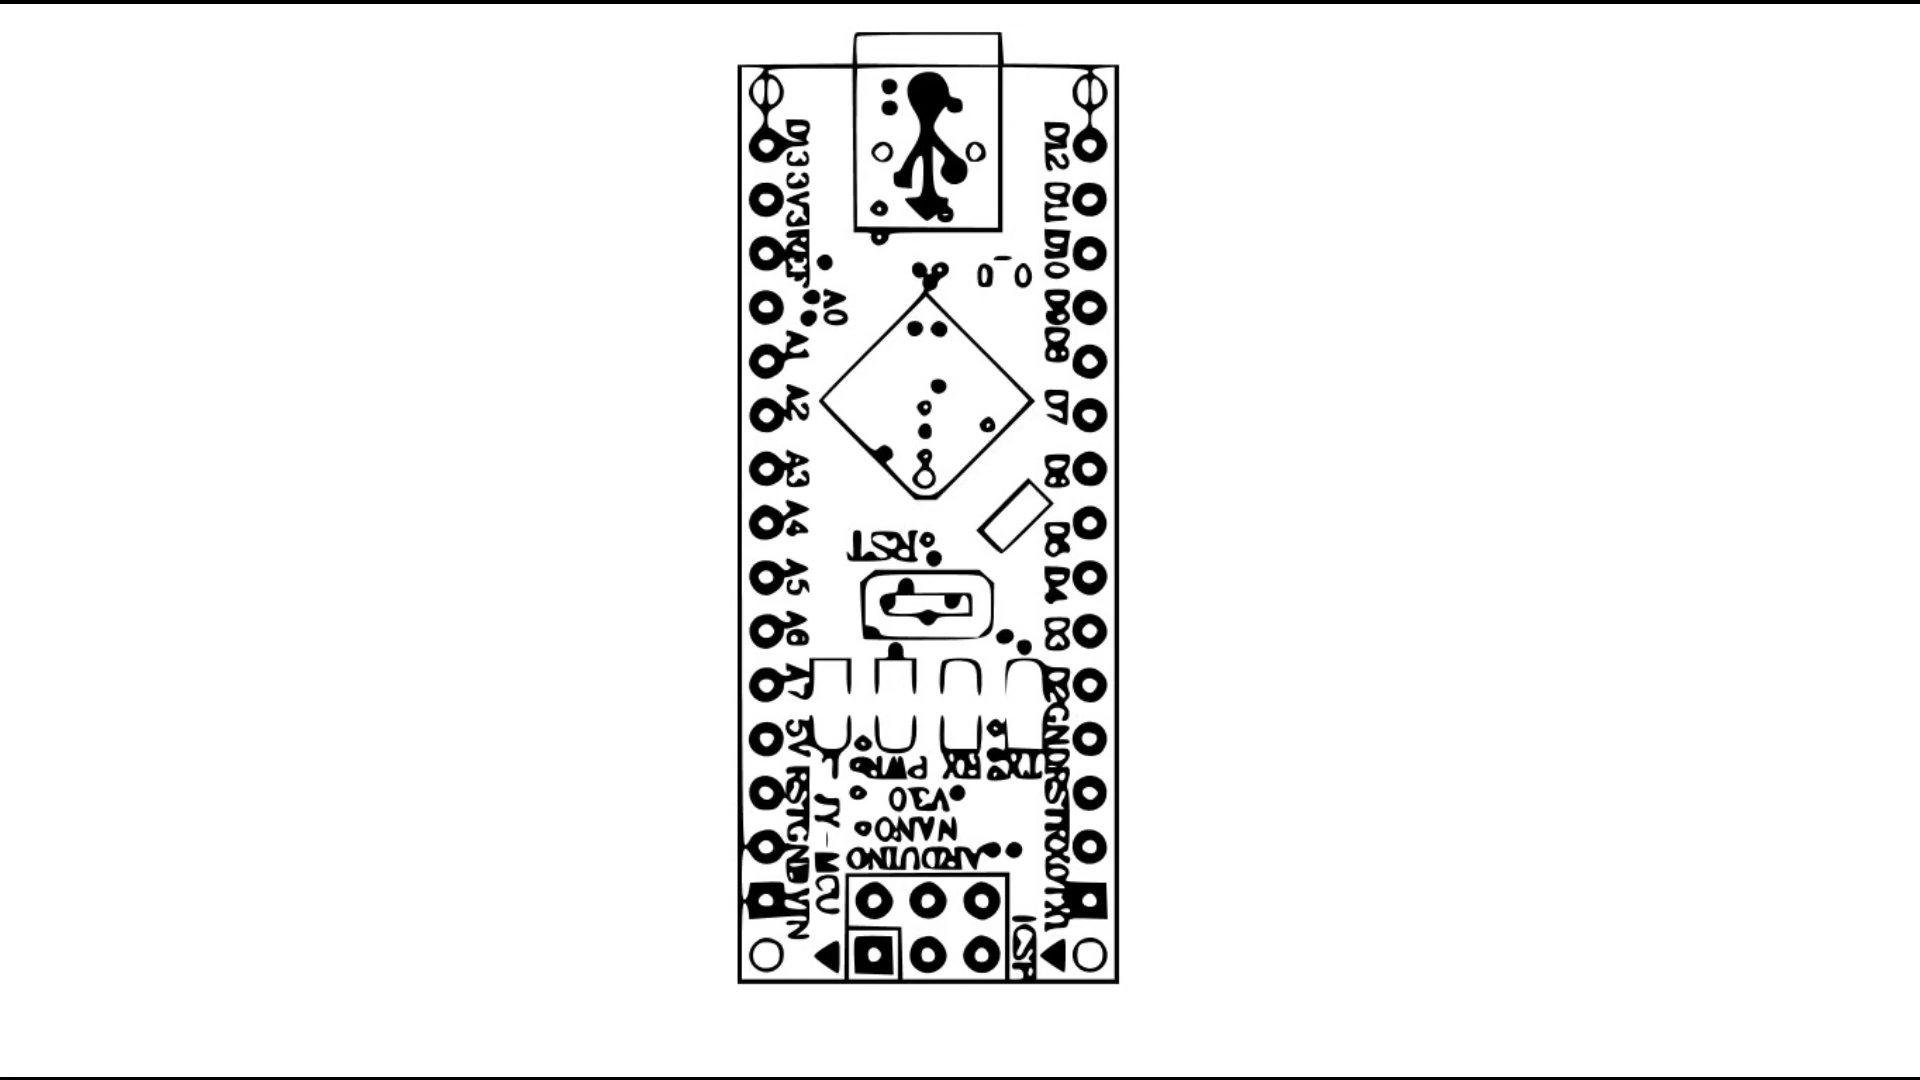 D13
3V3
REF
A0
A1
A2
A3
A4
A5
A6
A7
5V
RST
GND
VIN
D12
D11
D10
D9
D8
D7
D6
D4
D3
D2
GND
RST
RX0
TX1
RST
L
PWR
RX
TX
V3.0
NANO
ARDUINO
JY-MCU
ICSP